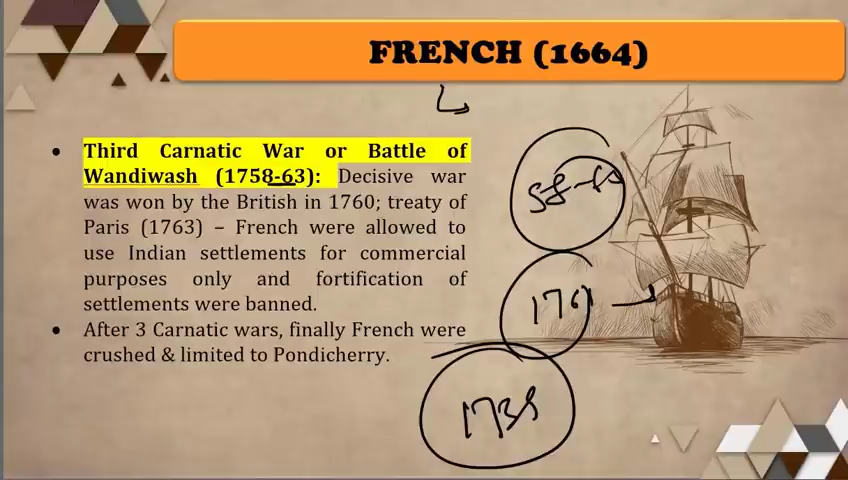 FRENCH (1664)
• Third Carnatic War or Battle of
Wandiwash (1758-63): Decisive war
was won by the British in 1760; treaty of
Paris (1763) – French were allowed to
use Indian settlements for commercial
purposes only and fortification of
settlements were banned.
• After 3 Carnatic wars, finally French were
crushed & limited to Pondicherry.